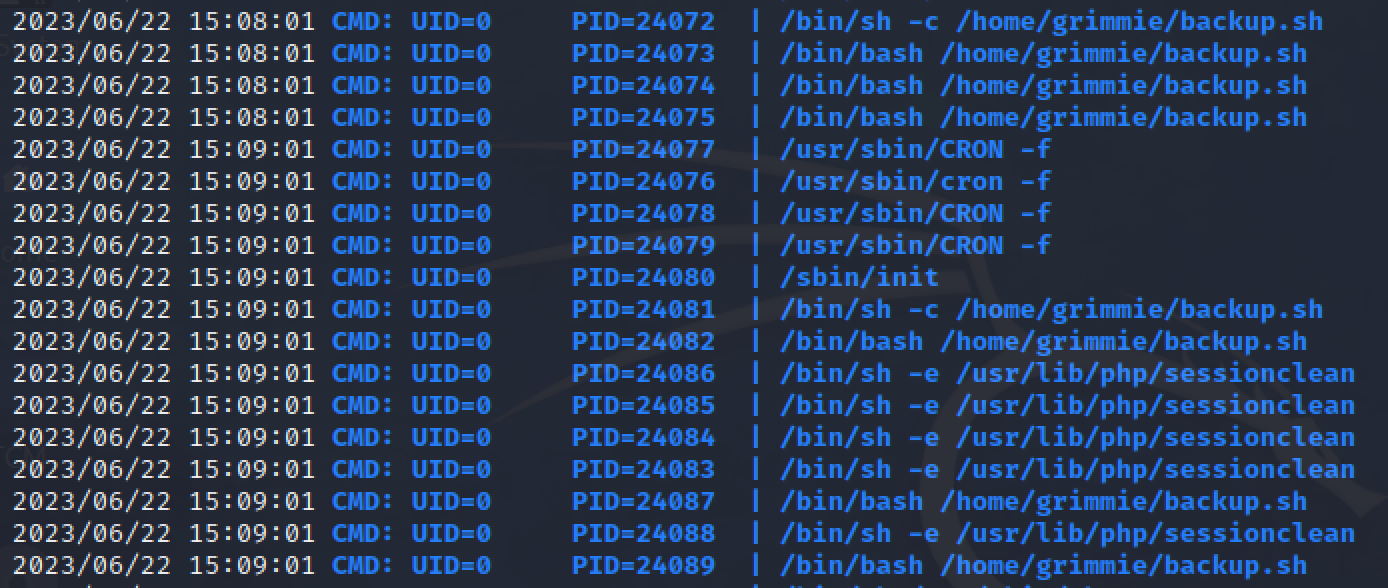 2023/06/22 15:08:01 CMD: UID=0 PID=24072 | /bin/sh -c /home/grimmie/backup.sh
2023/06/22 15:08:01 CMD: UID=0 PID=24073 | /bin/bash /home/grimmie/backup.sh
2023/06/22 15:08:01 CMD: UID=0 PID=24074 | /bin/bash /home/grimmie/backup.sh
2023/06/22 15:08:01 CMD: UID=0 PID=24075 | /bin/bash /home/grimmie/backup.sh
2023/06/22 15:09:01 CMD: UID=0 PID=24077 | /usr/sbin/CRON -f
2023/06/22 15:09:01 CMD: UID=0 PID=24076 | /usr/sbin/cron -f
2023/06/22 15:09:01 CMD: UID=0 PID=24078 | /usr/sbin/CRON -f
2023/06/22 15:09:01 CMD: UID=0 PID=24079 | /usr/sbin/CRON -f
2023/06/22 15:09:01 CMD: UID=0 PID=24080 | /sbin/init
2023/06/22 15:09:01 CMD: UID=0 PID=24081 | /bin/sh -c /home/grimmie/backup.sh
2023/06/22 15:09:01 CMD: UID=0 PID=24082 | /bin/bash /home/grimmie/backup.sh
2023/06/22 15:09:01 CMD: UID=0 PID=24086 | /bin/sh -e /usr/lib/php/sessionclean
2023/06/22 15:09:01 CMD: UID=0 PID=24085 | /bin/sh -e /usr/lib/php/sessionclean
2023/06/22 15:09:01 CMD: UID=0 PID=24084 | /bin/sh -e /usr/lib/php/sessionclean
2023/06/22 15:09:01 CMD: UID=0 PID=24083 | /bin/sh -e /usr/lib/php/sessionclean
2023/06/22 15:09:01 CMD: UID=0 PID=24087 | /bin/bash /home/grimmie/backup.sh
2023/06/22 15:09:01 CMD: UID=0 PID=24088 | /bin/sh -e /usr/lib/php/sessionclean
2023/06/22 15:09:01 CMD: UID=0 PID=24089 | /bin/bash /home/grimmie/backup.sh